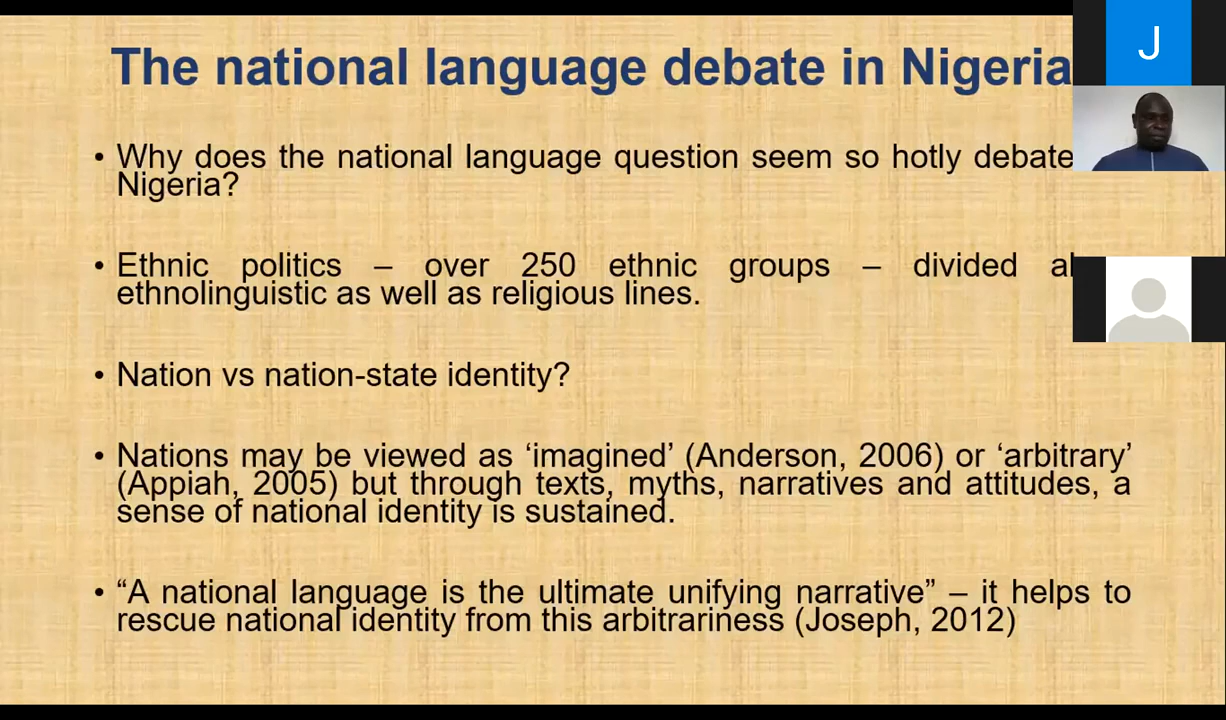 The national language debate in Nigeria
• Why does the national language question seem so hotly debate
Nigeria?
• Ethnic politics – over 250 ethnic groups – divided
ethnolinguistic as well as religious lines.
• Nation vs nation-state identity?
• Nations may be viewed as ‘imagined’ (Anderson, 2006) or ‘arbitrary’
(Appiah, 2005) but through texts, myths, narratives and attitudes, a
sense of national identity is sustained.
• “A national language is the ultimate unifying narrative” – it helps to
rescue national identity from this arbitrariness (Joseph, 2012)
J